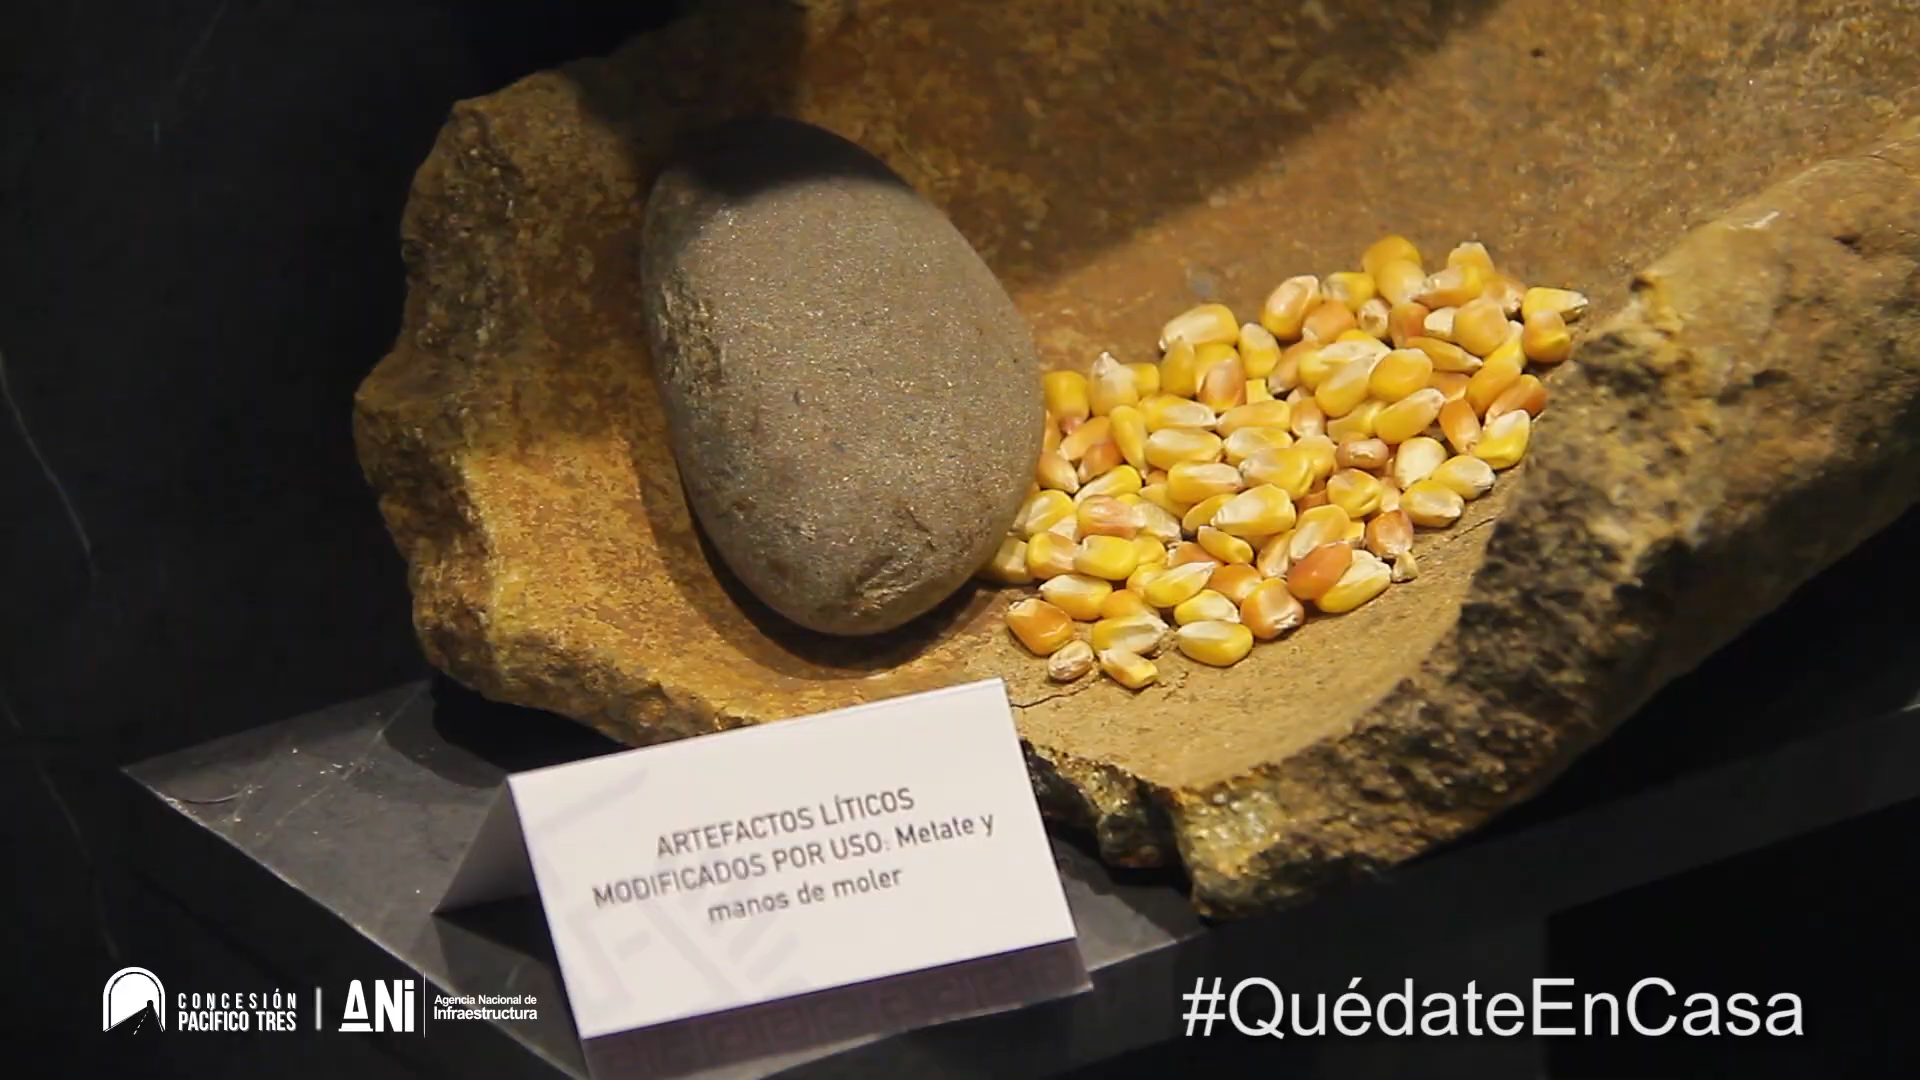 ARTEFACTOS LÍTICOS
MODIFICADOS POR USO: Metate y
manos de moler
CONCESIÓN
PACÍFICO TRES
ANi
Agencia Nacional de
Infraestructura
#QuédateEnCasa